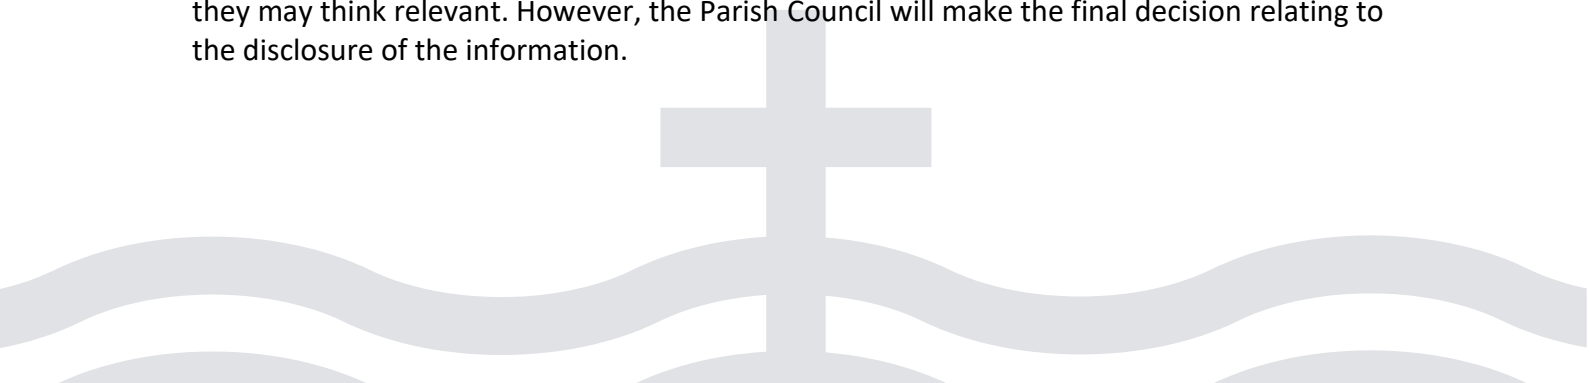 they may think relevant. However, the Parish Council will make the final decision relating to
the disclosure of the information.